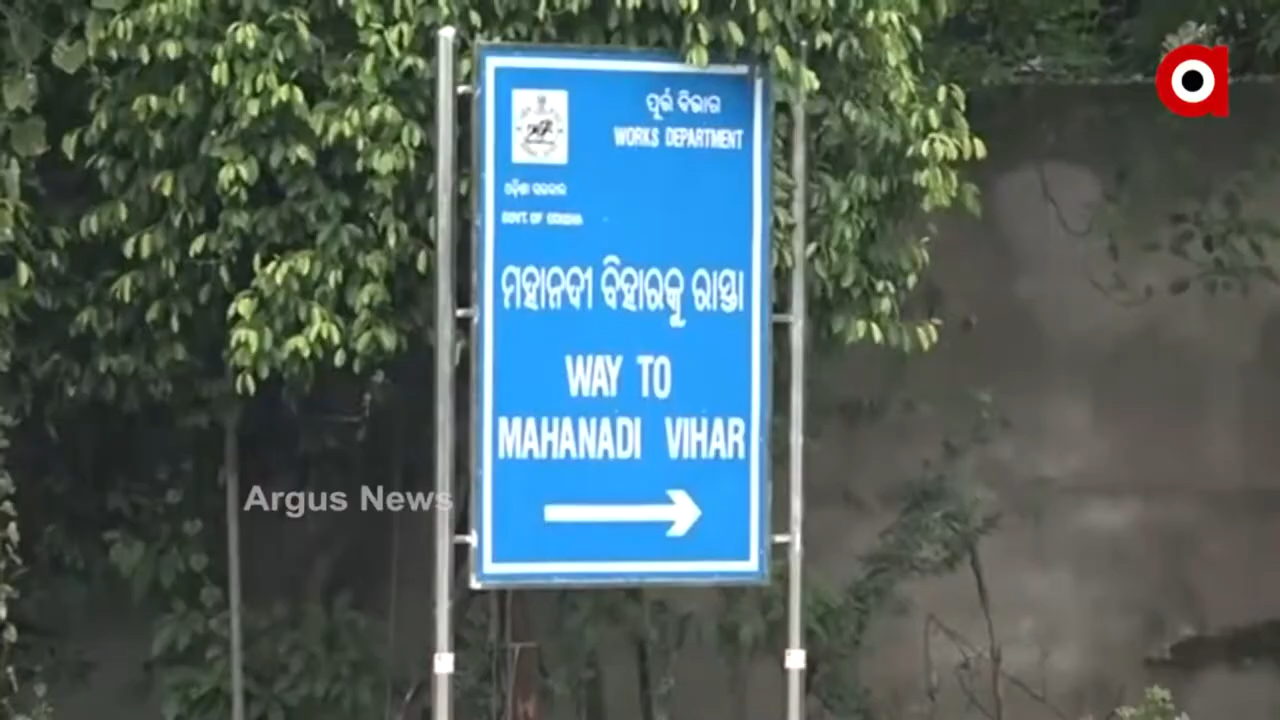 ପୂର୍ତ୍ତ ବିଭାଗ
WORKS DEPARTMENT
ଓଡ଼ିଶା ସରକାର
GOVT. OF ODISHA
ମହାନଦୀ ବିହାରକୁ ରାସ୍ତା
WAY TO
MAHANADI VIHAR
Argus News